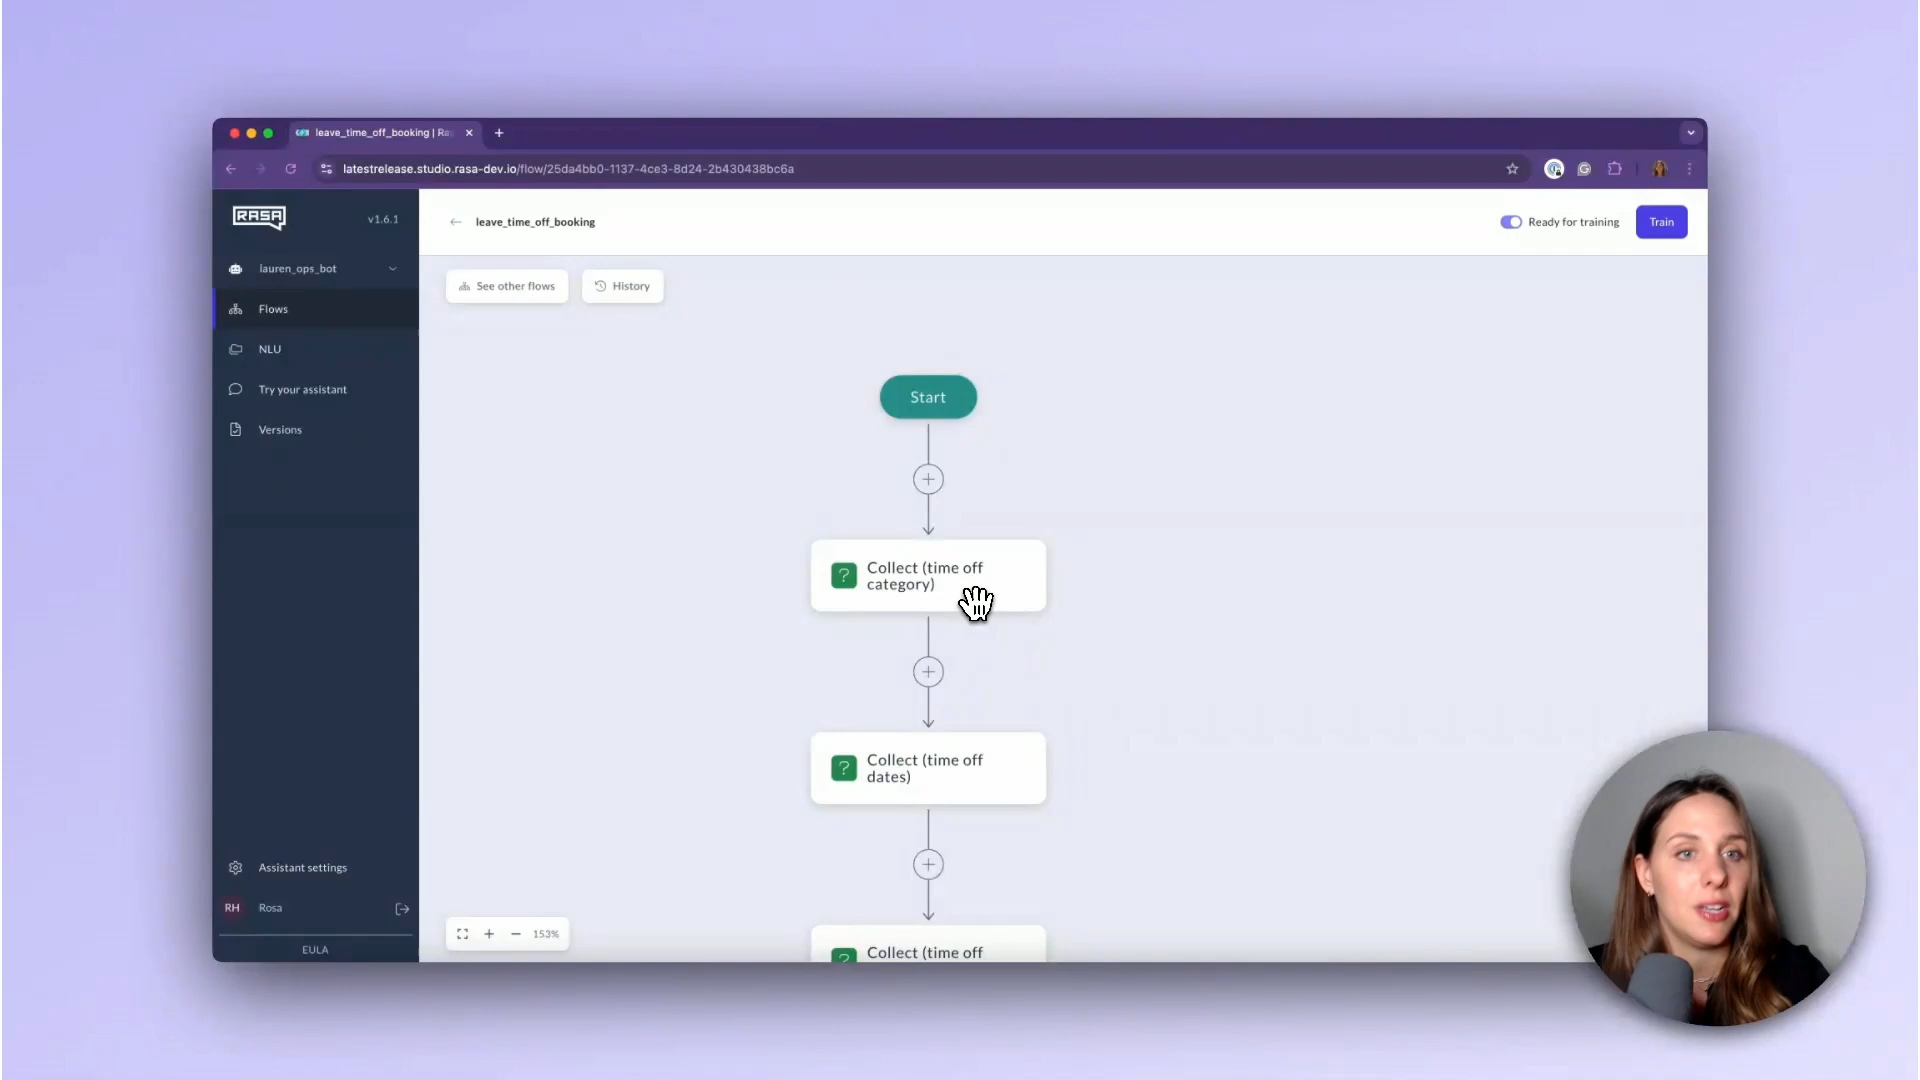 leave_time_off_booking | Ra
latestrelease.studio.rasa-dev.io/flow/25da4bb0-1137-4ce3-8d24-2b430438bc6a
RASA
v1.6.1
leave_time_off_booking
Ready for training
Train
lauren_ops_bot
Flows
NLU
Try your assistant
Versions
See other flows
History
Start
Collect (time off
category)
Collect (time off
dates)
Collect (time off
Assistant settings
RH
Rosa
EULA
153%